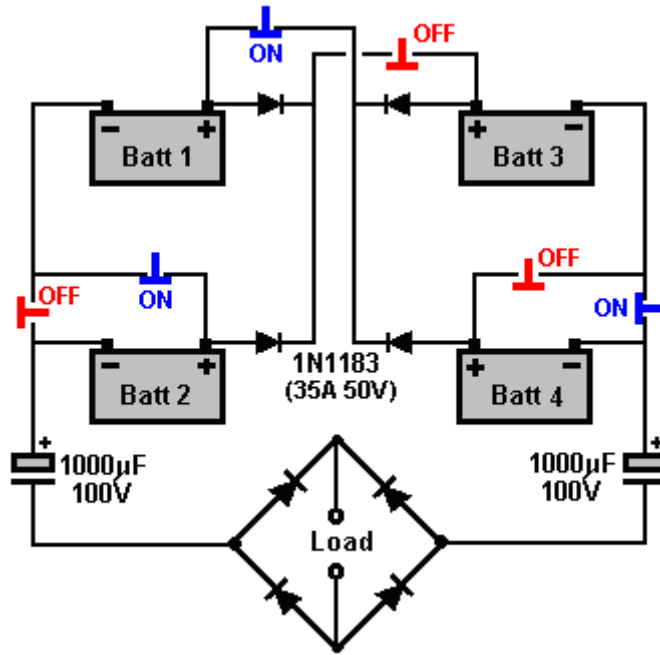 ON
OFF
- +
Batt 1
+ -
Batt 3
OFF
ON
OFF
ON
- +
Batt 2
1N1183
(35A 50V)
+ -
Batt 4
+
1000µF
100V
+
1000µF
100V
Load